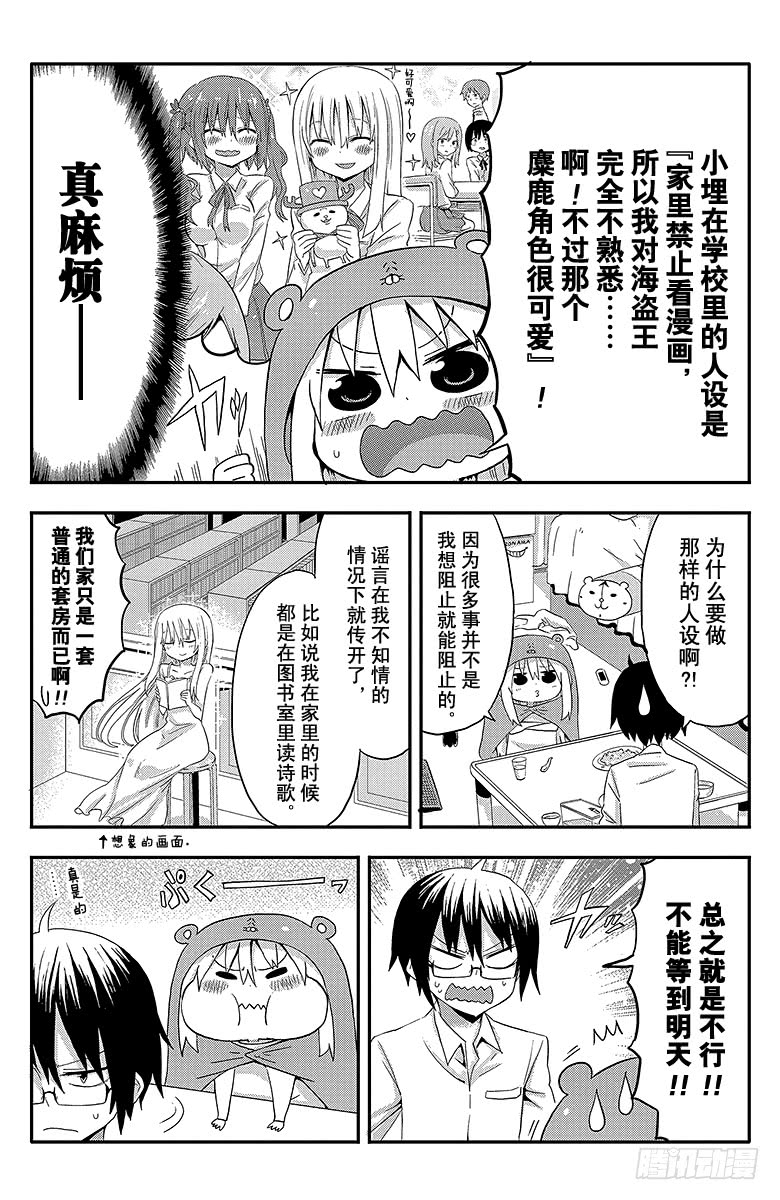 小埋在学校里的人设是
『家里禁止看漫画，
所以我对海盗王
完全不熟悉……
啊！不过那个
麋鹿角色很可爱』！
好可爱啊～
真麻烦——
为什么要做
那样的人设啊?!
因为很多事并不是
我想阻止就能阻止的。
谣言在我不知情的
情况下就传开了，
比如说我在家里的时候
都是在图书室里读诗歌。
我们家只是一套
普通的套房而已啊!!
↑想象的画面.
总之就是不行!!
不能等到明天!!
カッ
ぷくーーッ
……真是的
腾讯动漫